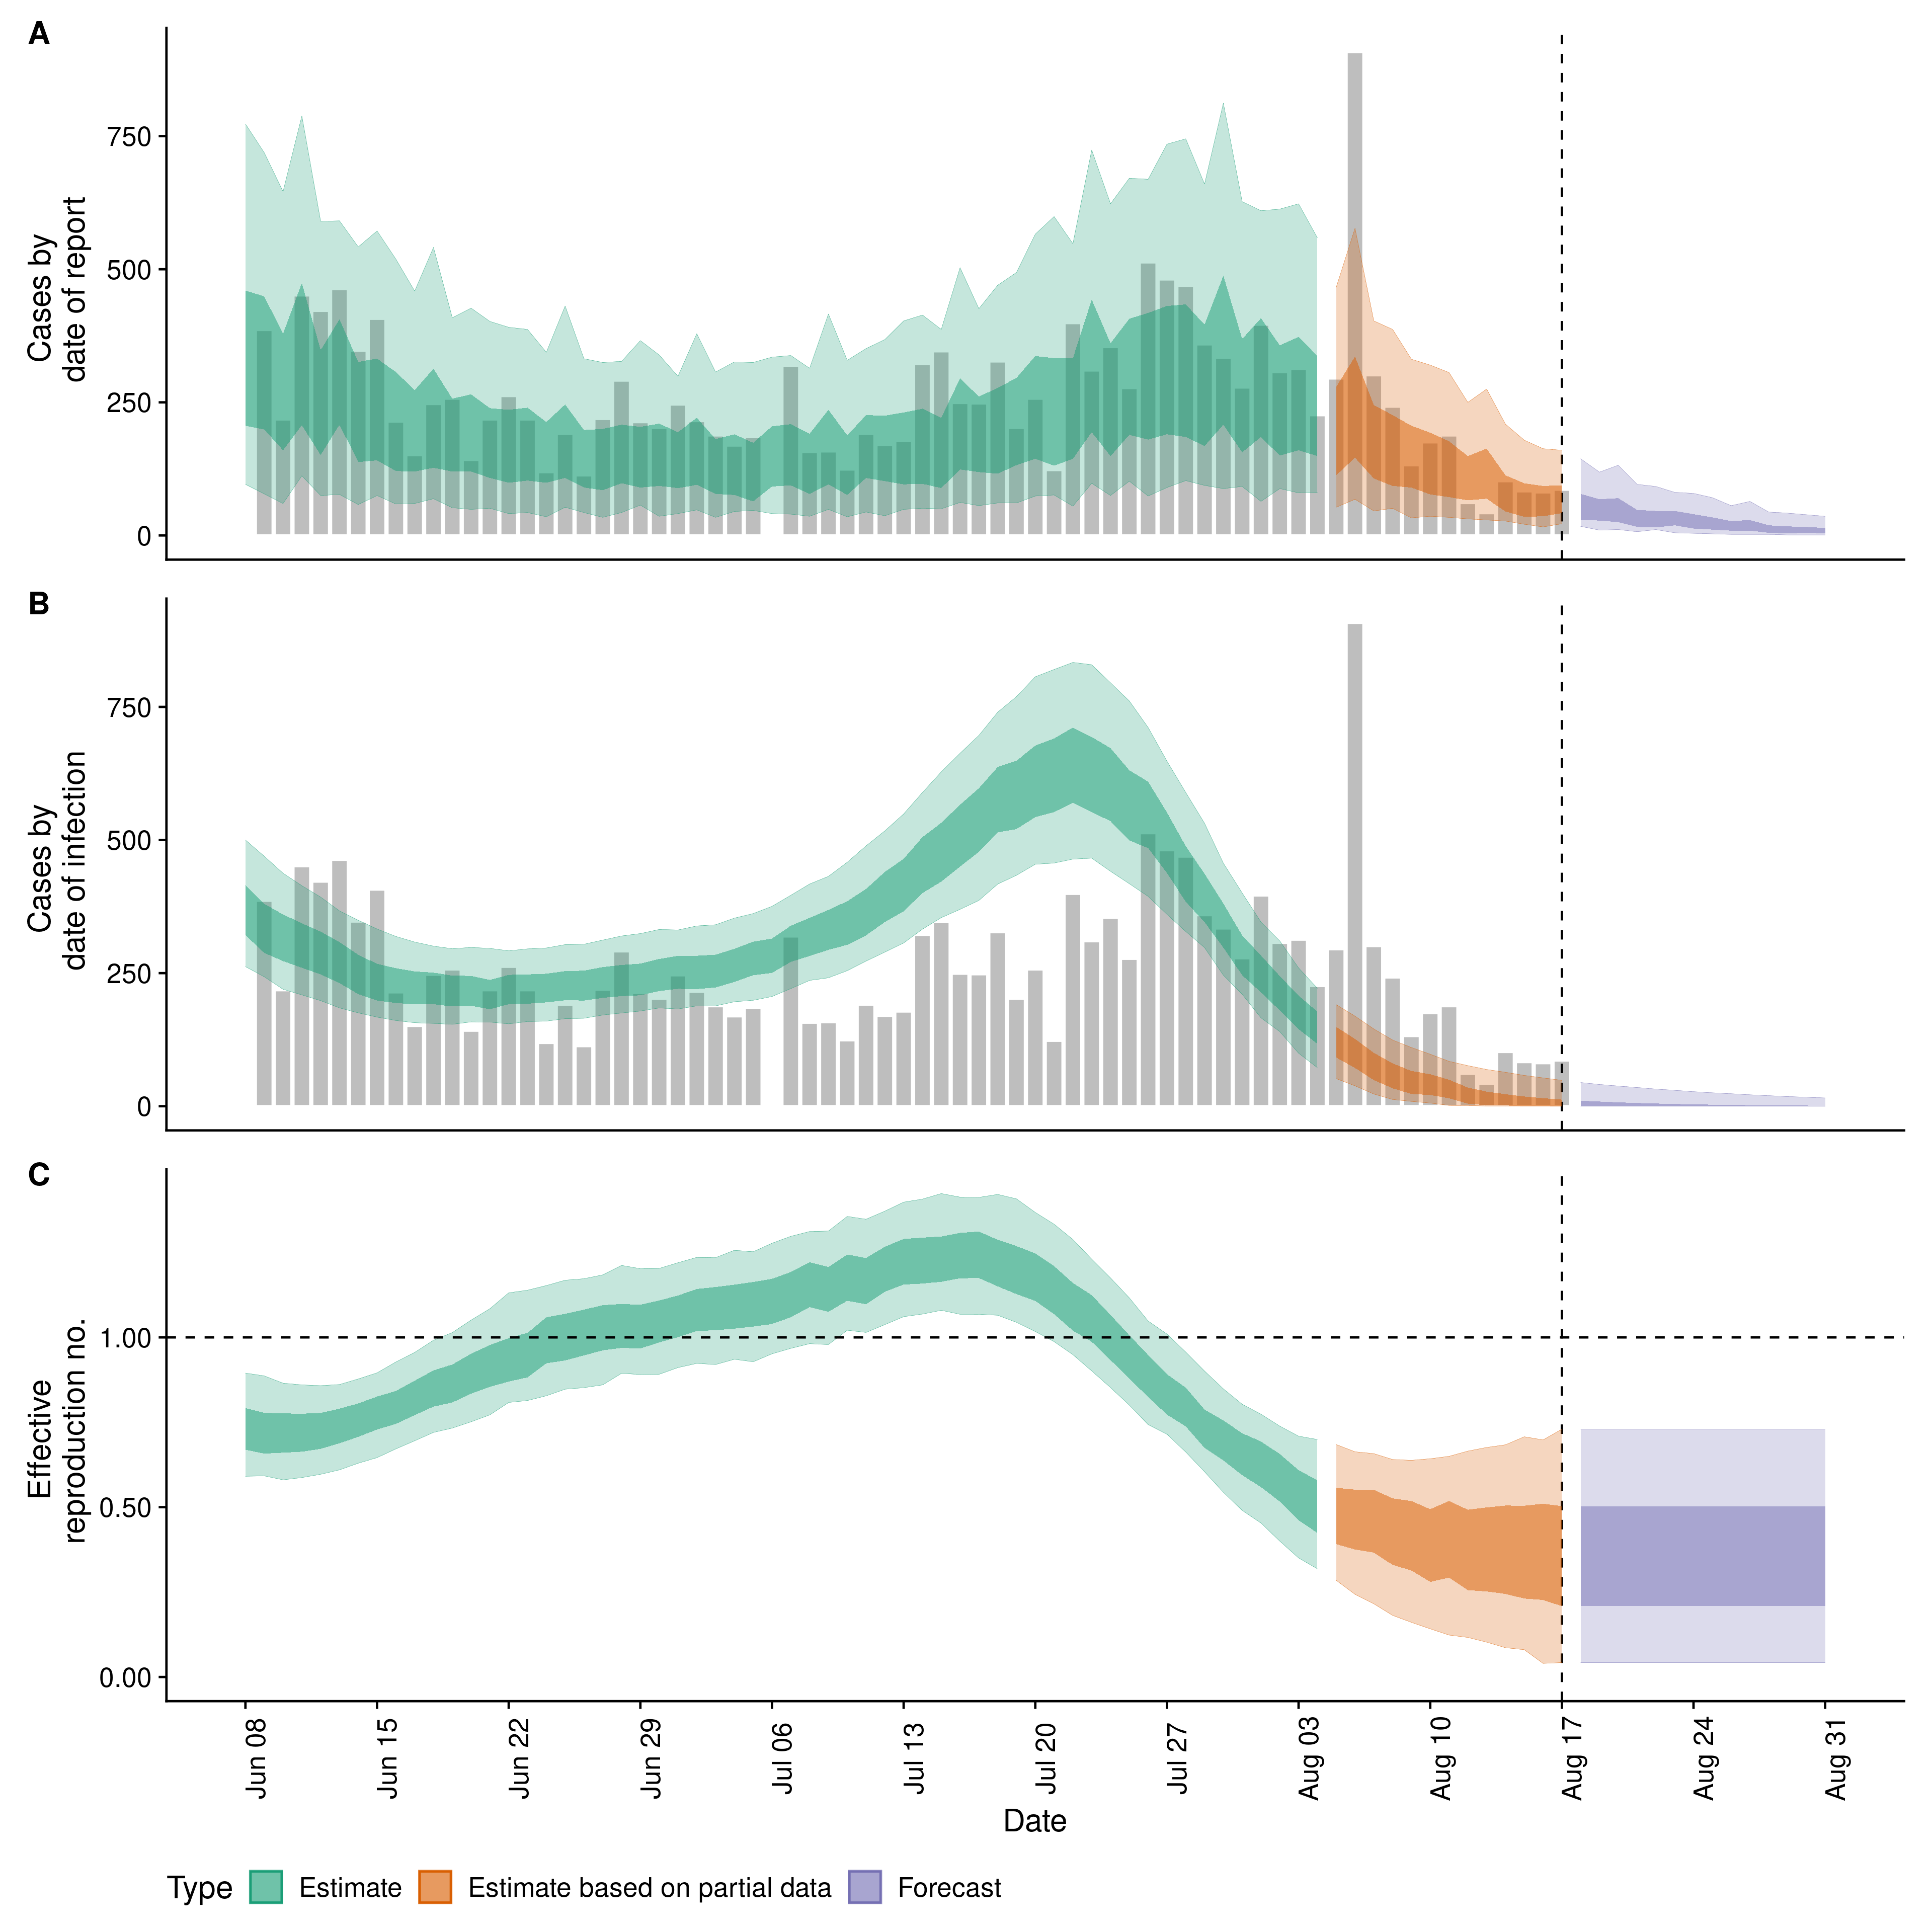 A
Cases by
date of report
750
500
250
0
B
Cases by
date of infection
750
500
250
0
C
Effective
reproduction no.
1.00
0.50
0.00
Jun 08
Jun 15
Jun 22
Jun 29
Jul 06
Jul 13
Jul 20
Jul 27
Aug 03
Aug 10
Aug 17
Aug 24
Aug 31
Date
Type Estimate Estimate based on partial data Forecast